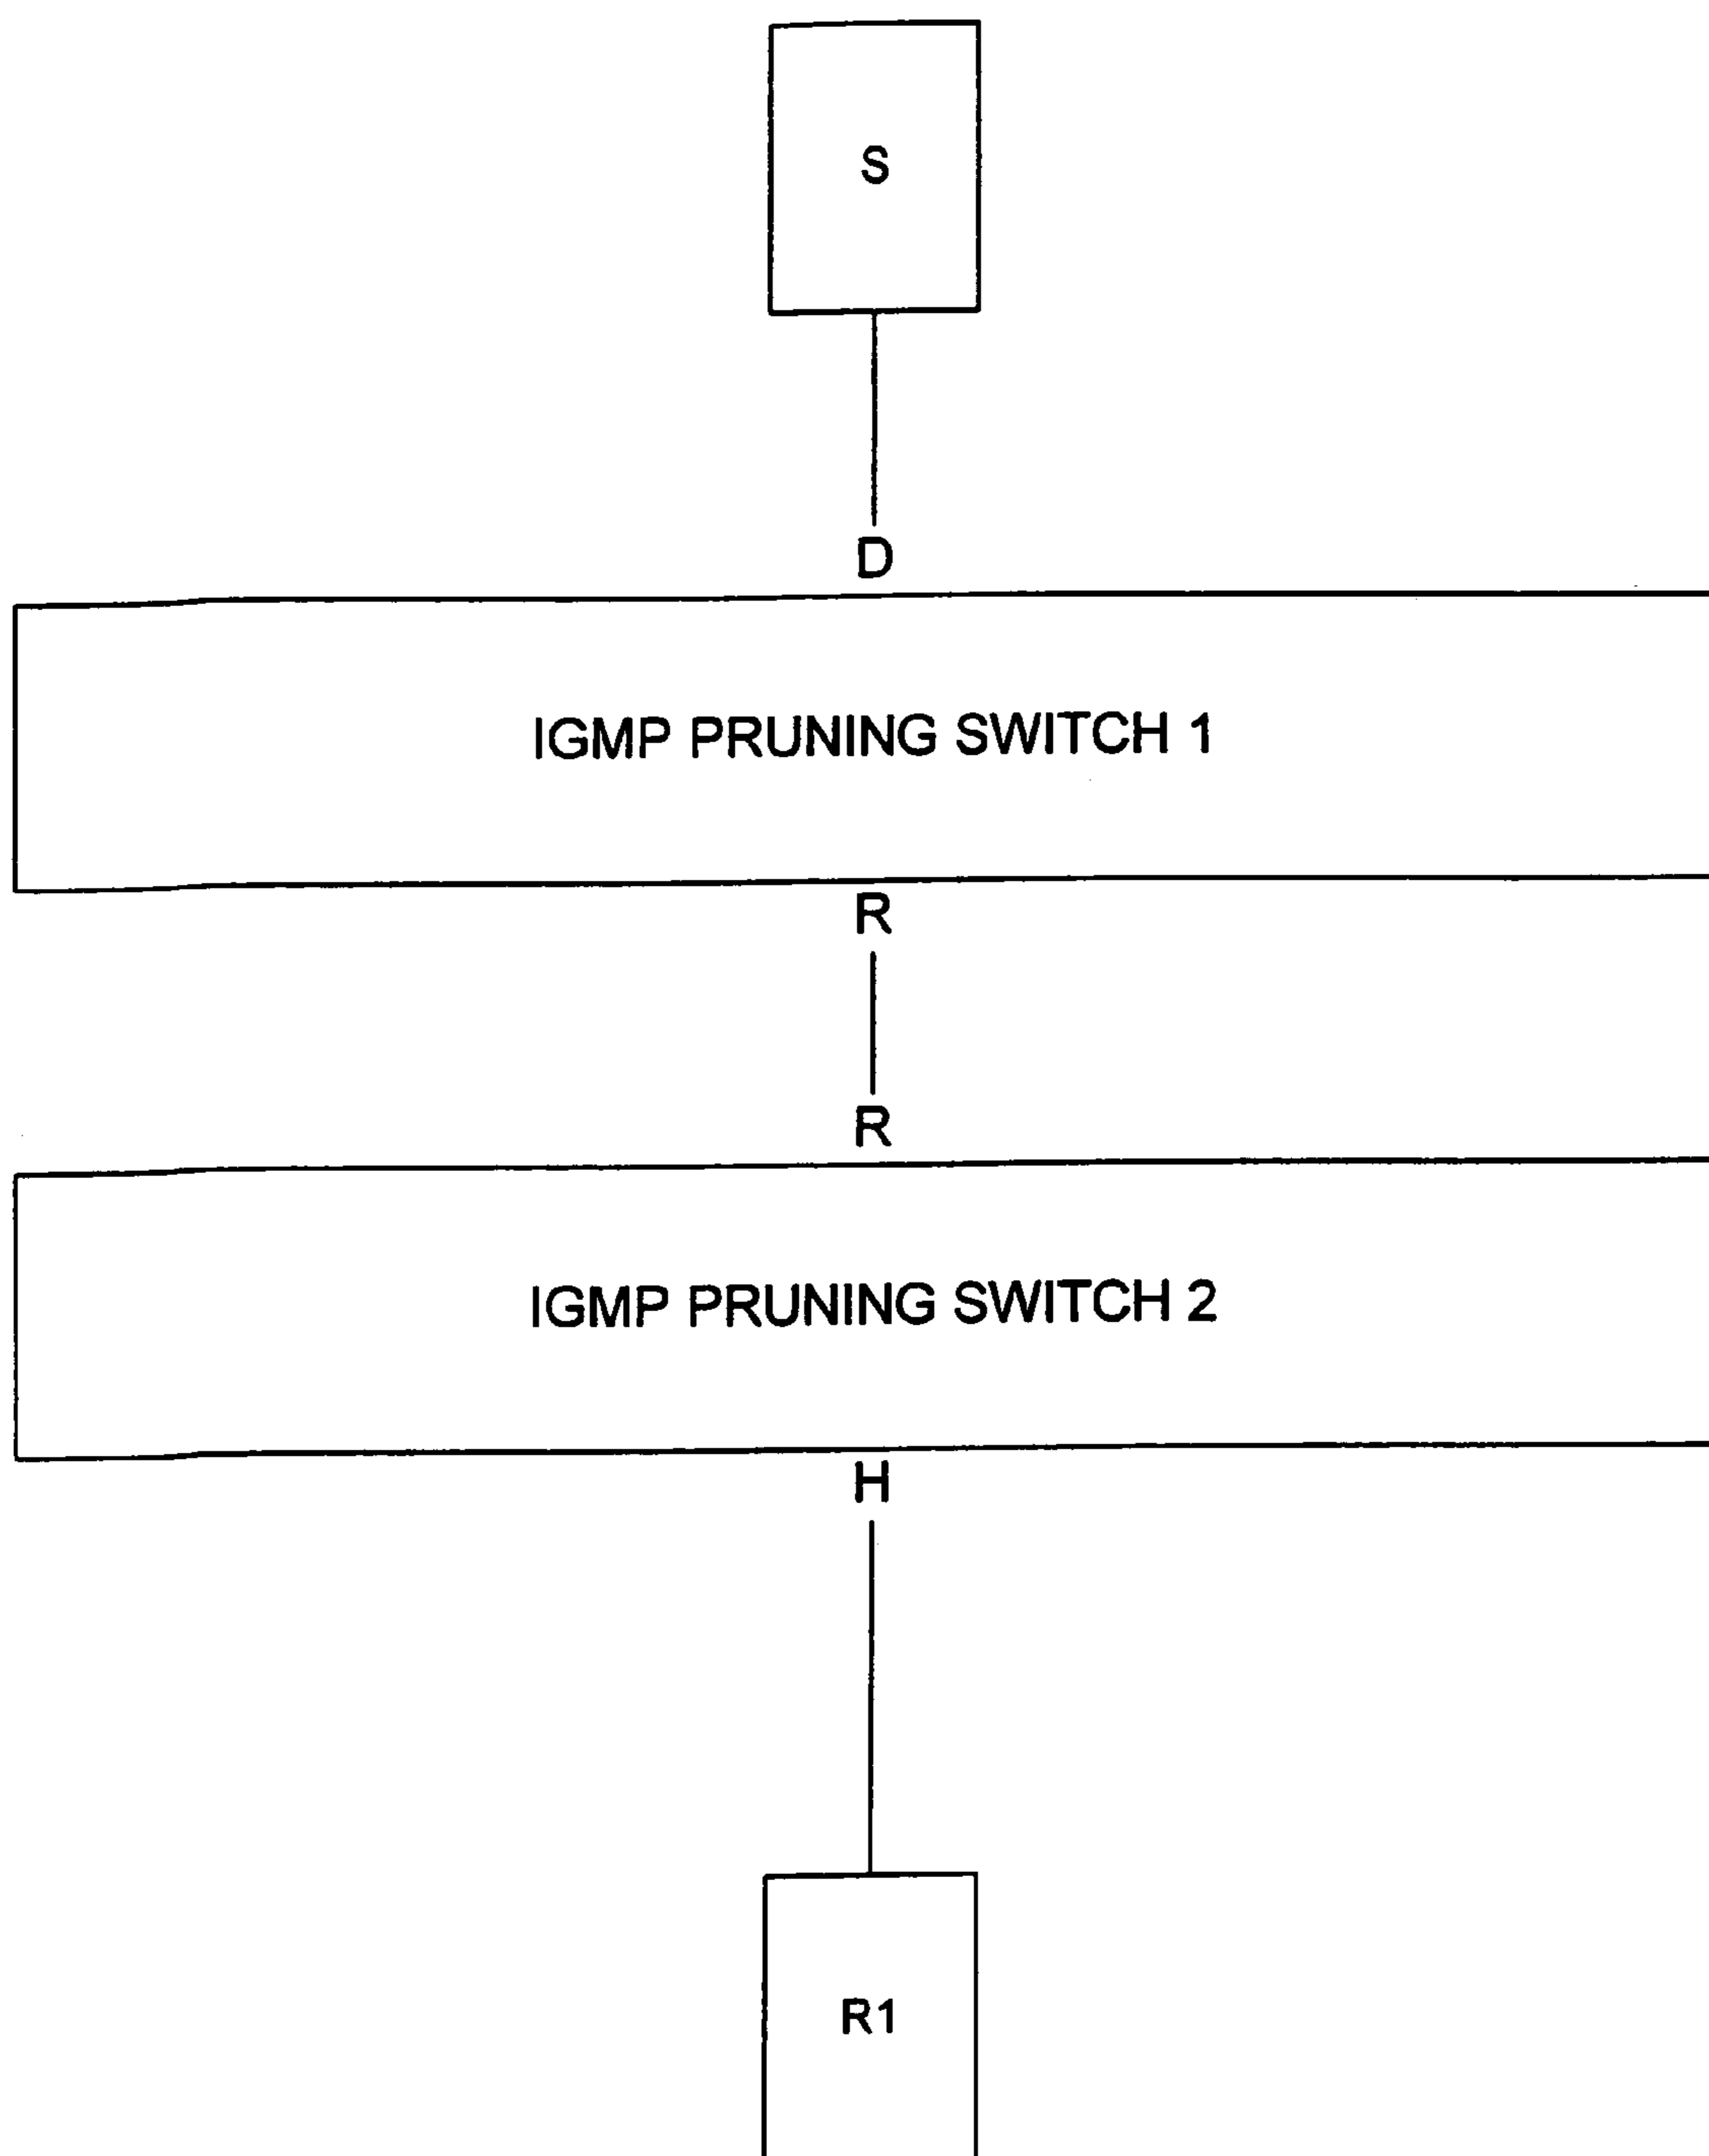 S
D
IGMP PRUNING SWITCH 1
R
R
IGMP PRUNING SWITCH 2
H
R1